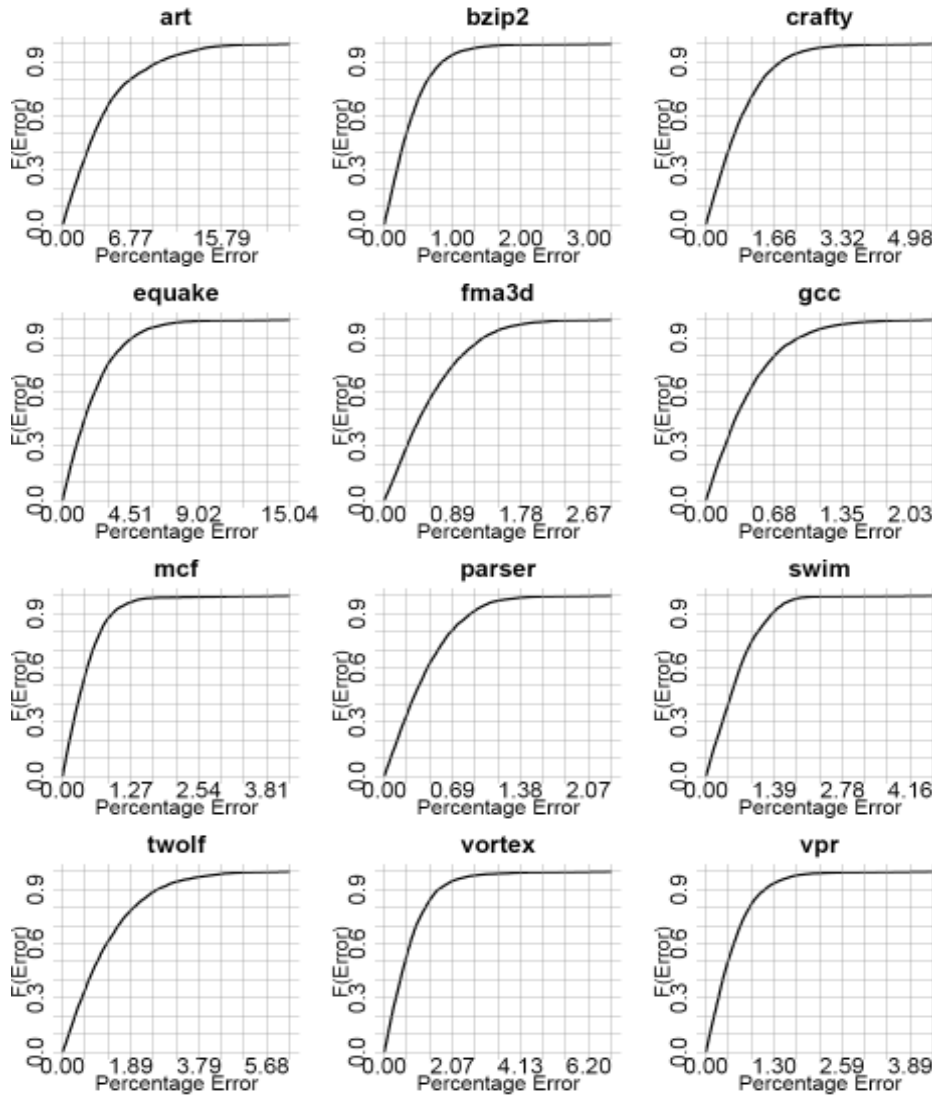 art bzip2 crafty
F(Error) 0.0 0.3 0.6 0.9 F(Error) 0.0 0.3 0.6 0.9 F(Error) 0.0 0.3 0.6 0.9
0.00 6.77 15.79 0.00 1.00 2.00 3.00 0.00 1.66 3.32 4.98
Percentage Error Percentage Error Percentage Error
equake fma3d gcc
F(Error) 0.0 0.3 0.6 0.9 F(Error) 0.0 0.3 0.6 0.9 F(Error) 0.0 0.3 0.6 0.9
0.00 4.51 9.02 15.04 0.00 0.89 1.78 2.67 0.00 0.68 1.35 2.03
Percentage Error Percentage Error Percentage Error
mcf parser swim
F(Error) 0.0 0.3 0.6 0.9 F(Error) 0.0 0.3 0.6 0.9 F(Error) 0.0 0.3 0.6 0.9
0.00 1.27 2.54 3.81 0.00 0.69 1.38 2.07 0.00 1.39 2.78 4.16
Percentage Error Percentage Error Percentage Error
twolf vortex vpr
F(Error) 0.0 0.3 0.6 0.9 F(Error) 0.0 0.3 0.6 0.9 F(Error) 0.0 0.3 0.6 0.9
0.00 1.89 3.79 5.68 0.00 2.07 4.13 6.20 0.00 1.30 2.59 3.89
Percentage Error Percentage Error Percentage Error